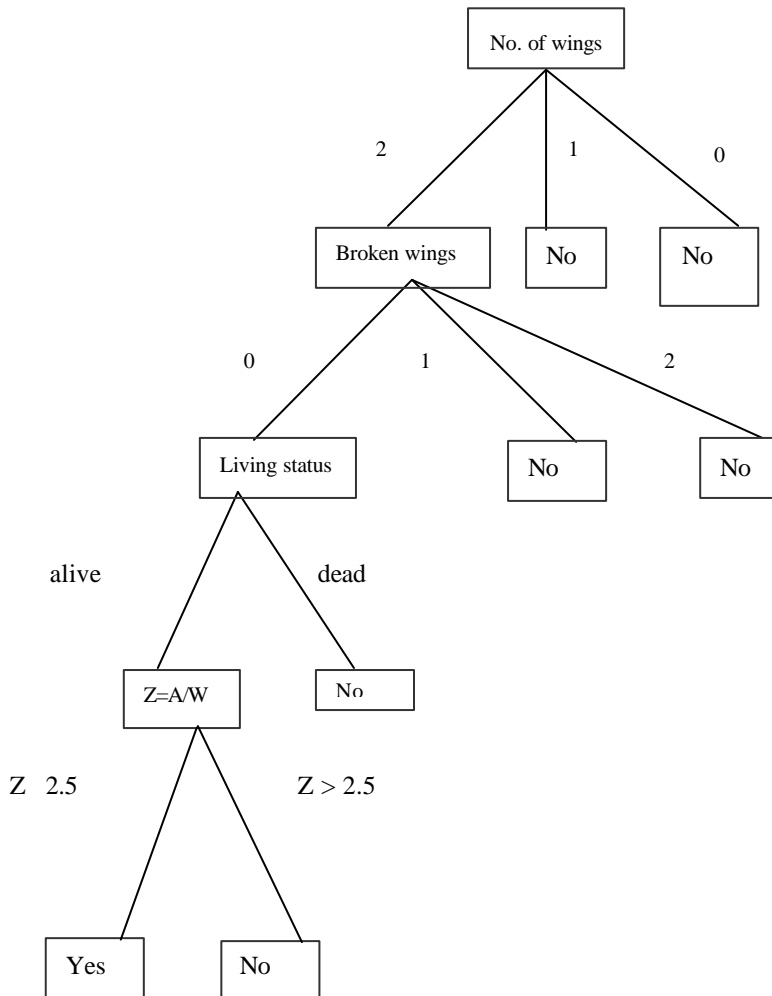 No. of wings
2
1
0
Broken wings
No
No
0
1
2
Living status
No
No
alive
dead
Z=A/W
No
Z 2.5
Z > 2.5
Yes
No